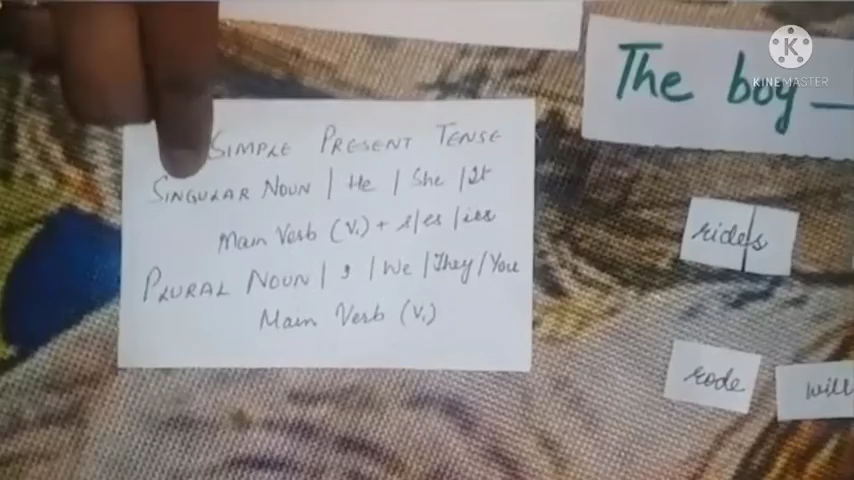 SIMPLE PRESENT TENSE
SINGULAR NOUN | He | She | It
Main Verb (V₁) + s/es/ies
PLURAL NOUN | I | We | They | You
Main Verb (V₁)
The boy
rides
rode
will
KINEMASTER